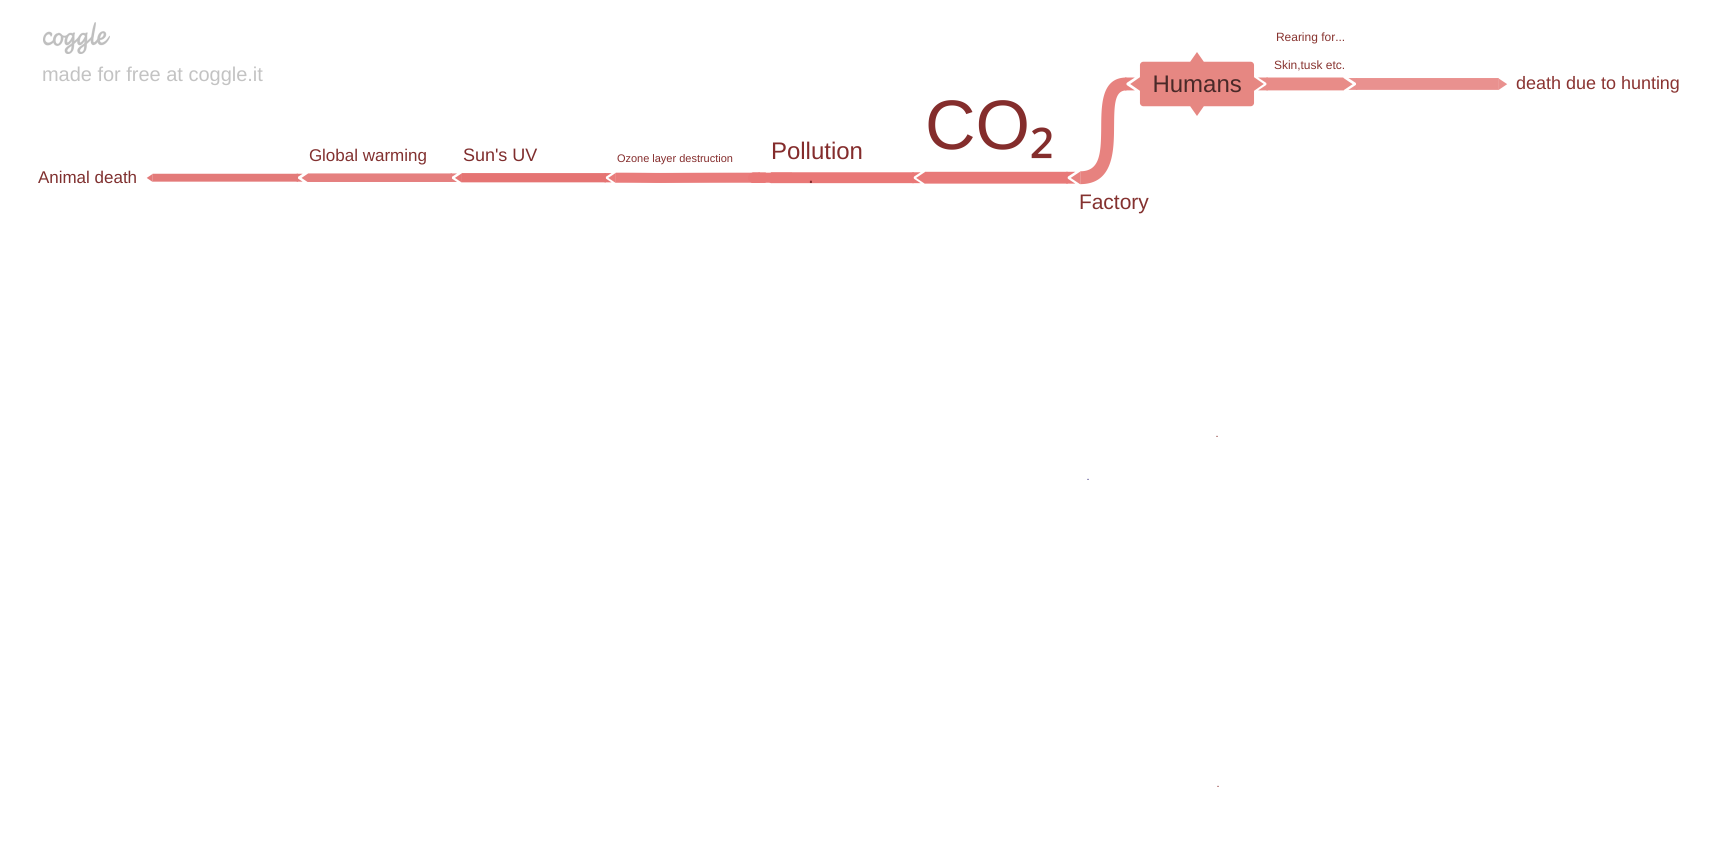 coggle
made for free at coggle.it
Rearing for...
Skin,tusk etc.
Humans
death due to hunting
CO₂
Factory
Pollution
.
Ozone layer destruction
Sun's UV
Global warming
Animal death